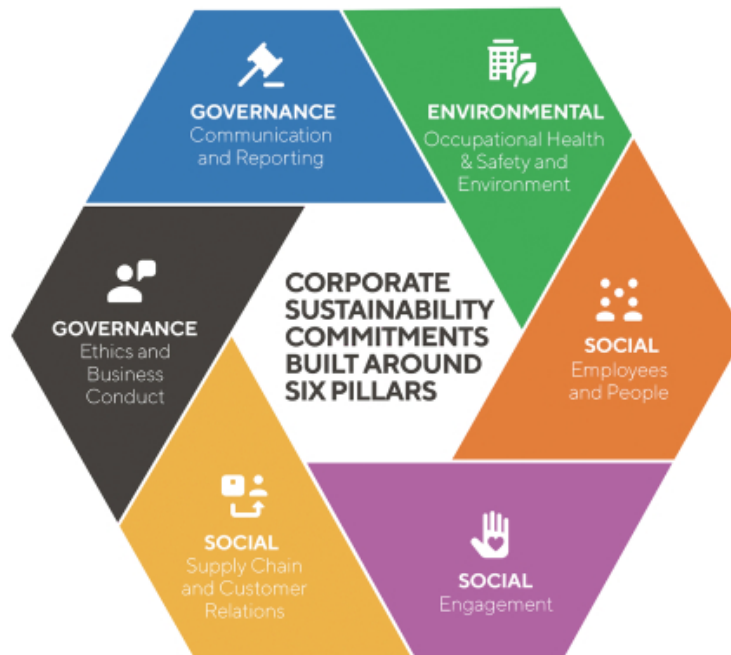 GOVERNANCE
Communication
and Reporting
ENVIRONMENTAL
Occupational Health
& Safety and
Environment
CORPORATE
SUSTAINABILITY
COMMITMENTS
BUILT AROUND
SIX PILLARS
GOVERNANCE
Ethics and
Business
Conduct
SOCIAL
Employees
and People
SOCIAL
Supply Chain
and Customer
Relations
SOCIAL
Engagement